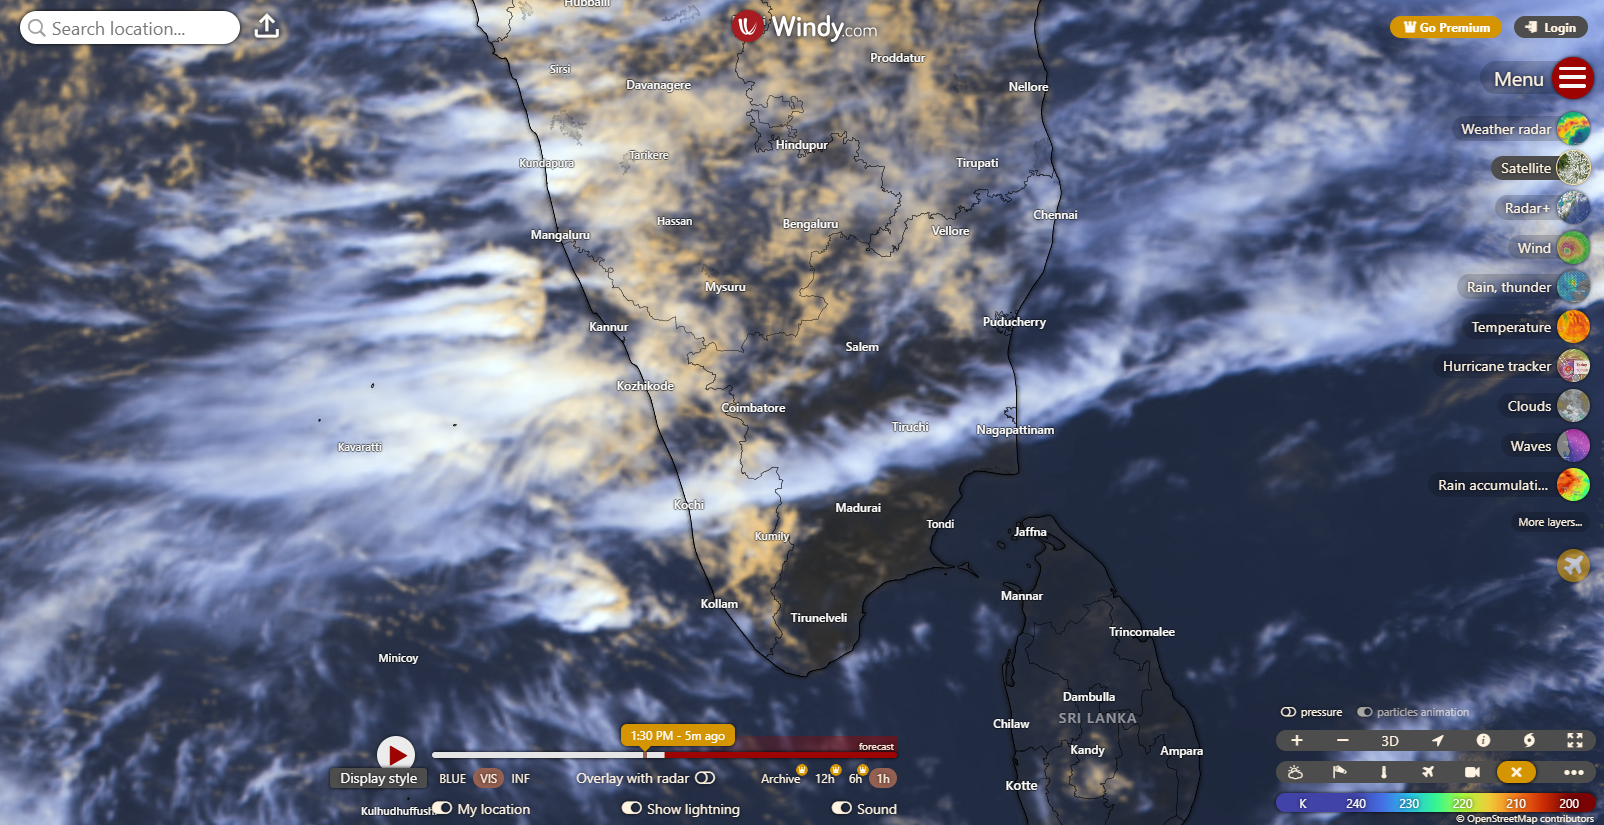 Hubballi
Search location...
Windy.com
Go Premium
Login
Sirsi
Davanagere
Proddatur
Nellore
Menu
Weather radar
Kundapura
Tarikere
Hindupur
Tirupati
Satellite
Radar+
Mangaluru
Hassan
Bengaluru
Vellore
Chennai
Wind
Mysuru
Rain, thunder
Kannur
Puducherry
Temperature
Salem
Hurricane tracker
Kozhikode
Coimbatore
Clouds
Kavaratti
Tiruchi
Nagapattinam
Waves
Rain accumulati...
Kochi
Madurai
Tondi
More layers...
Kumily
Jaffna
Kollam
Mannar
Tirunelveli
Trincomalee
Minicoy
Dambulla
SRI LANKA
Chilaw
pressure
particles animation
1:30 PM - 5m ago
forecast
Kandy
Ampara
3D
Display style
BLUE
VIS
INF
Overlay with radar
Archive
12h
6h
1h
Kotte
Kulhudhuffush
My location
Show lightning
Sound
K
240
230
220
210
200
© OpenStreetMap contributors